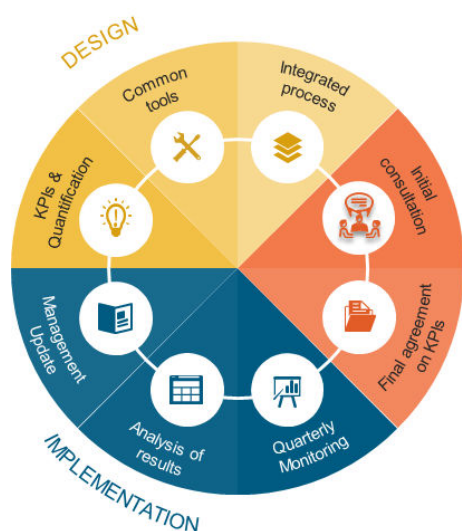 DESIGN
Common
tools
Integrated
process
Initial
consultation
Final agreement
on KPIs
Quarterly
Monitoring
Analysis of
results
Management
Update
KPIs &
Quantification
IMPLEMENTATION